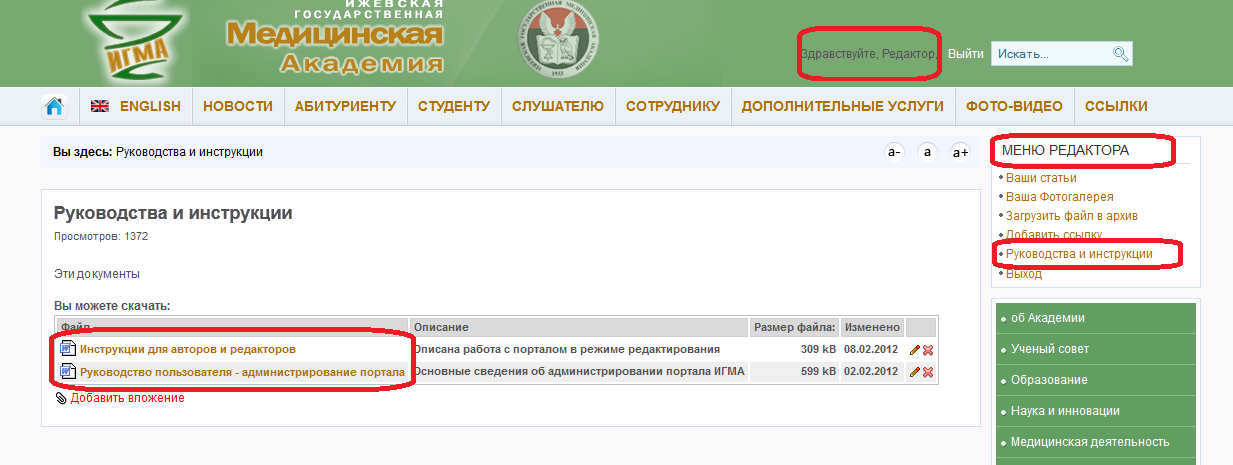 ИЖЕВСКАЯ
ГОСУДАРСТВЕННАЯ
Медицинская
Академия
ИГМА
Здравствуйте, Редактор, Выйти Искать...
ENGLISH НОВОСТИ АБИТУРИЕНТУ СТУДЕНТУ СЛУШАТЕЛЮ СОТРУДНИКУ ДОПОЛНИТЕЛЬНЫЕ УСЛУГИ ФОТО-ВИДЕО ССЫЛКИ
Вы здесь: Руководства и инструкции a- a a+
Руководства и инструкции
Просмотров: 1372
Эти документы
Вы можете скачать:
Файл Описание Размер файла: Изменено
Инструкции для авторов и редакторов Описана работа с порталом в режиме редактирования 309 kB 08.02.2012
Руководство пользователя - администрирование портала Основные сведения об администрировании портала ИГМА 599 kB 02.02.2012
Добавить вложение
МЕНЮ РЕДАКТОРА
Ваши статьи
Ваша Фотогалерея
Загрузить файл в архив
Добавить ссылку
Руководства и инструкции
Выход
об Академии
Ученый совет
Образование
Наука и инновации
Медицинская деятельность